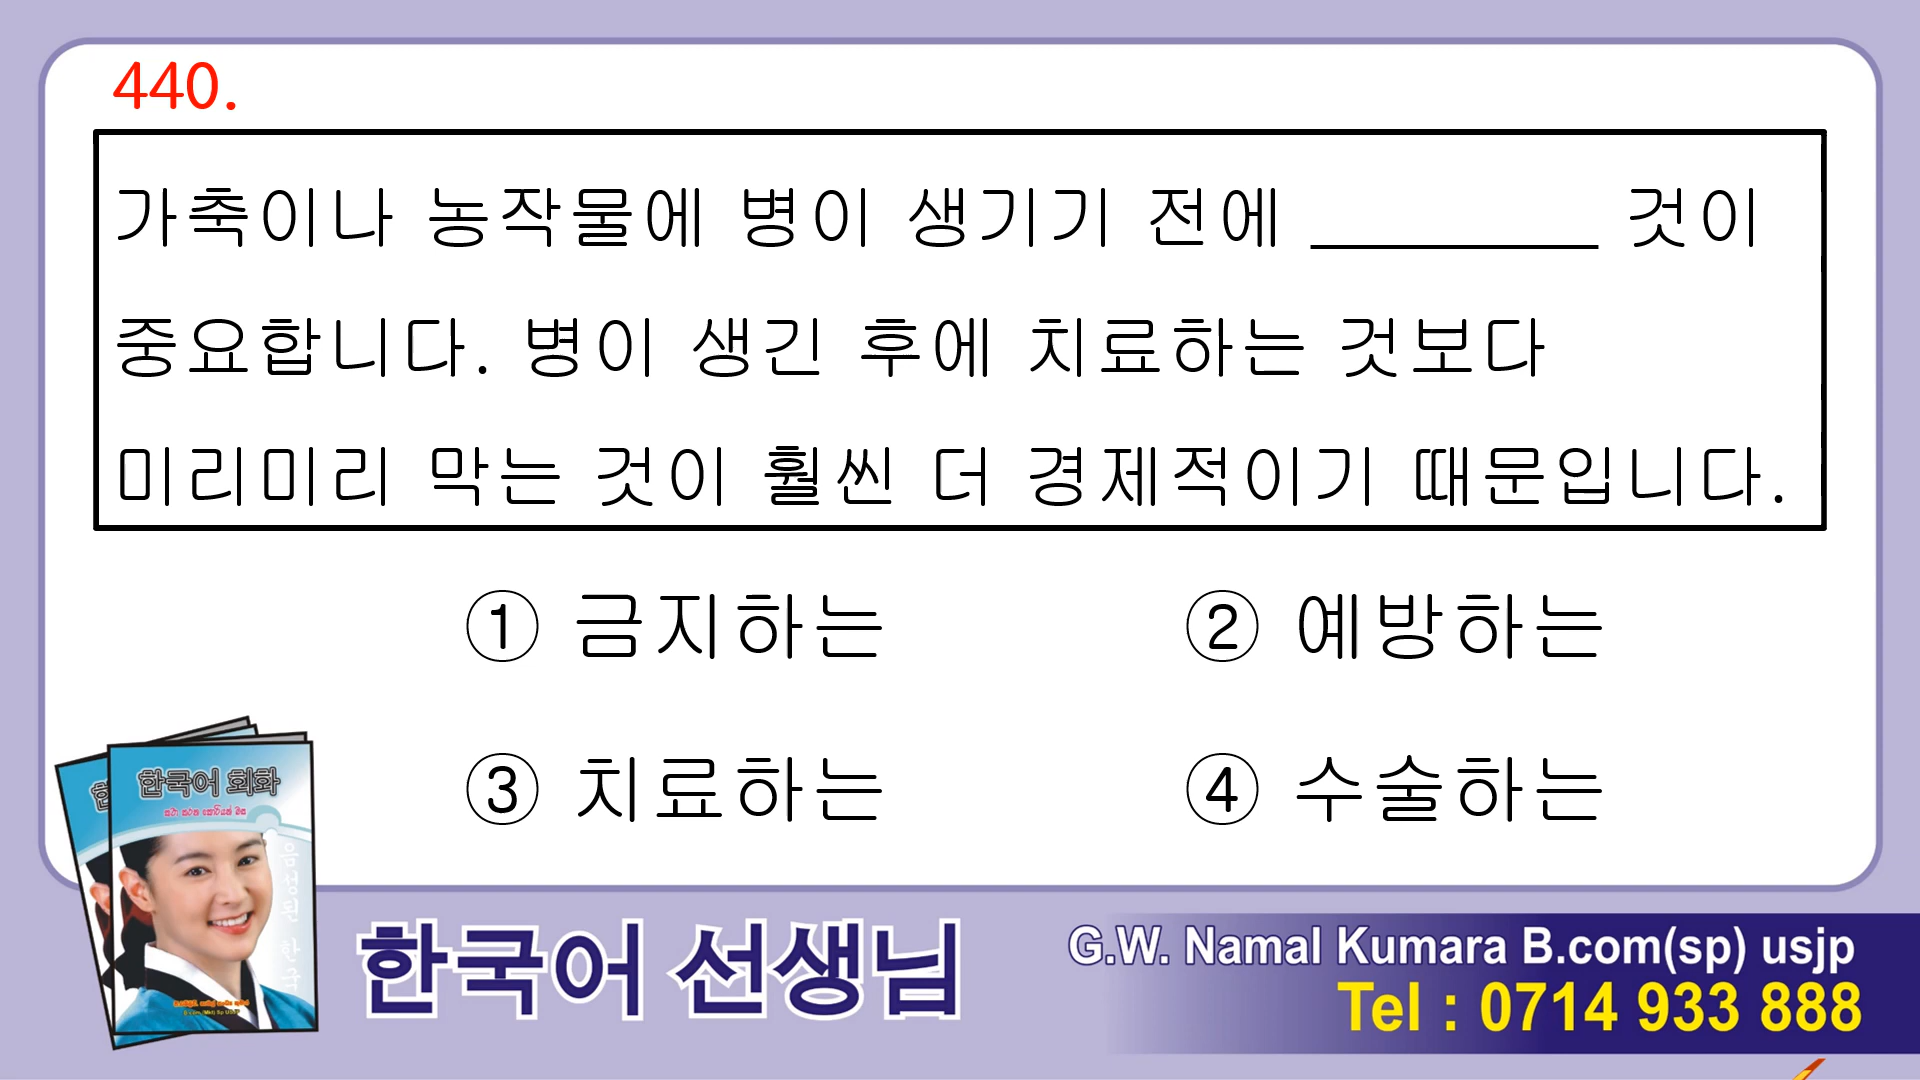 440.
가축이나 농작물에 병이 생기기 전에 ________ 것이
중요합니다. 병이 생긴 후에 치료하는 것보다
미리미리 막는 것이 훨씬 더 경제적이기 때문입니다.
① 금지하는 ② 예방하는
③ 치료하는 ④ 수술하는
한국어 회화
한국어 선생님
G.W. Namal Kumara B.com(sp) usjp
Tel : 0714 933 888